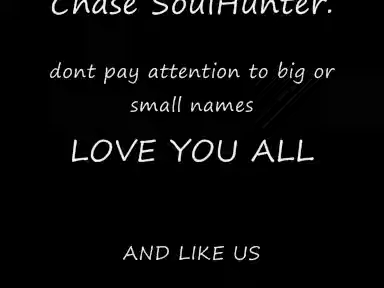 Chase SoulHunter.
dont pay attention to big or
small names
LOVE YOU ALL
AND LIKE US